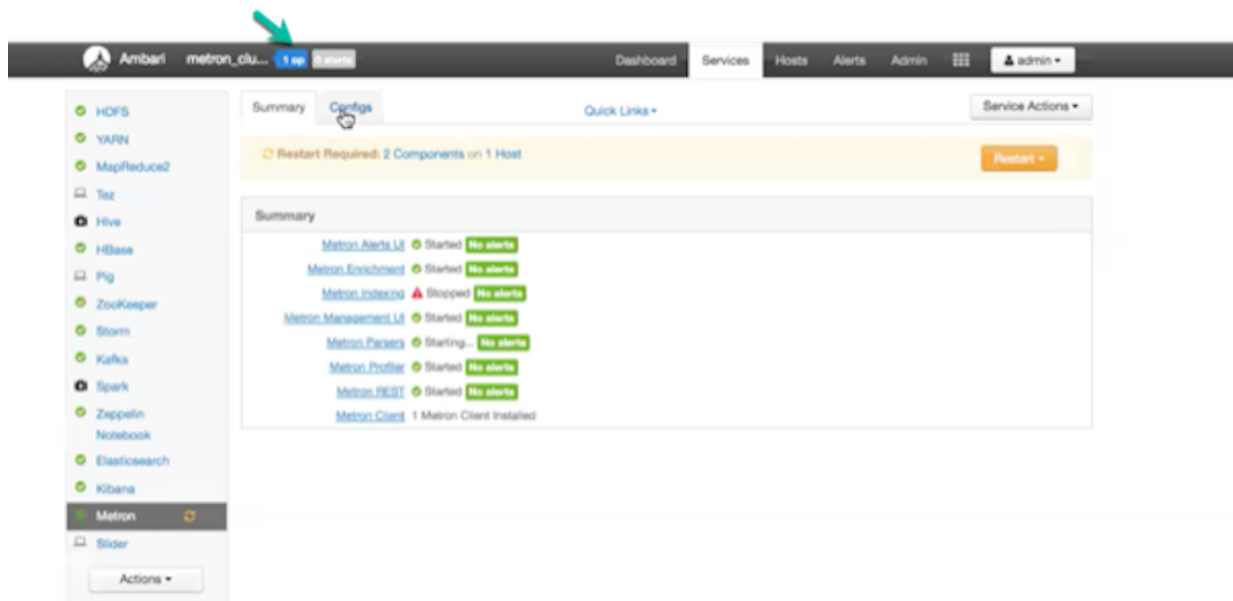 Ambari metron_clu... 1 op 0 alerts Dashboard Services Hosts Alerts Admin admin
HDFS
YARN
MapReduce2
Tez
Hive
HBase
Pig
ZooKeeper
Storm
Kafka
Spark
Zeppelin
Notebook
Elasticsearch
Kibana
Metron
Slider
Actions
Summary Configs Quick Links Service Actions
Restart Required: 2 Components on 1 Host Restart
Summary
Metron Alerts UI Started No alerts
Metron Enrichment Started No alerts
Metron Indexing Stopped No alerts
Metron Management UI Started No alerts
Metron Parsers Starting... No alerts
Metron Profiler Started No alerts
Metron REST Started No alerts
Metron Client 1 Metron Client Installed